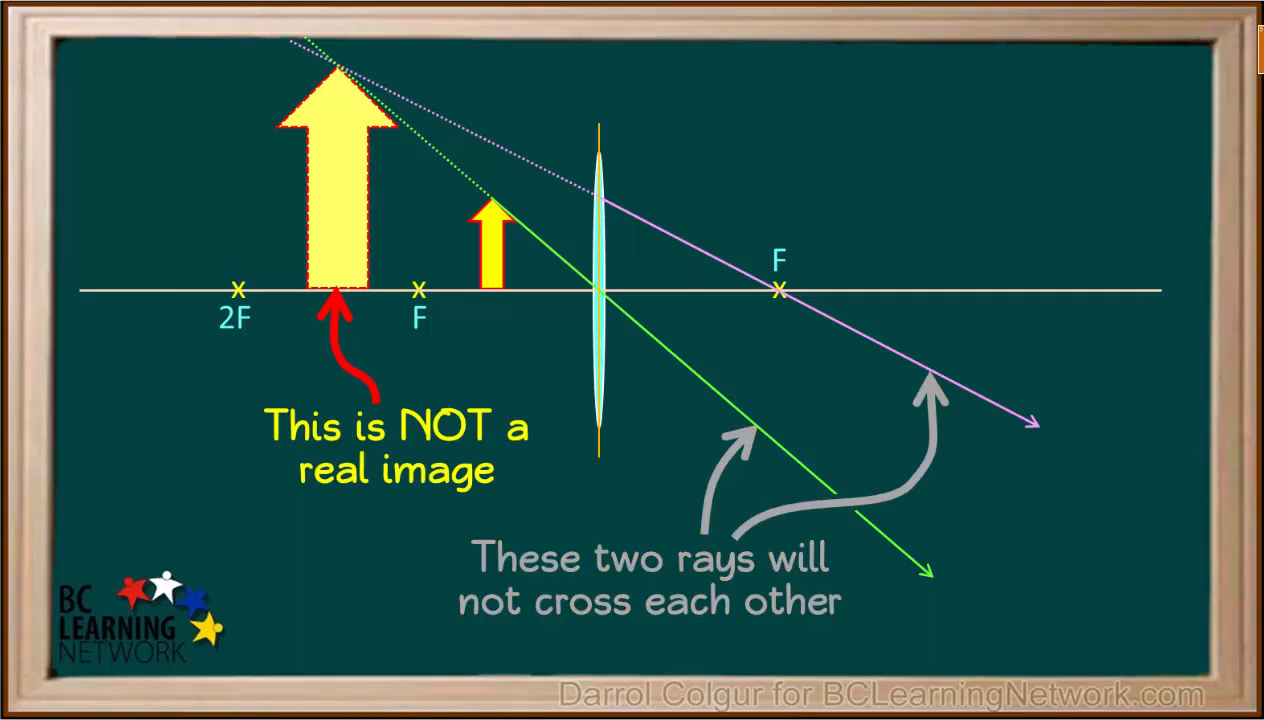 F
2F
F
This is NOT a
real image
These two rays will
not cross each other
BC
LEARNING
NETWORK
Darrol Colgur for BCLearningNetwork.com